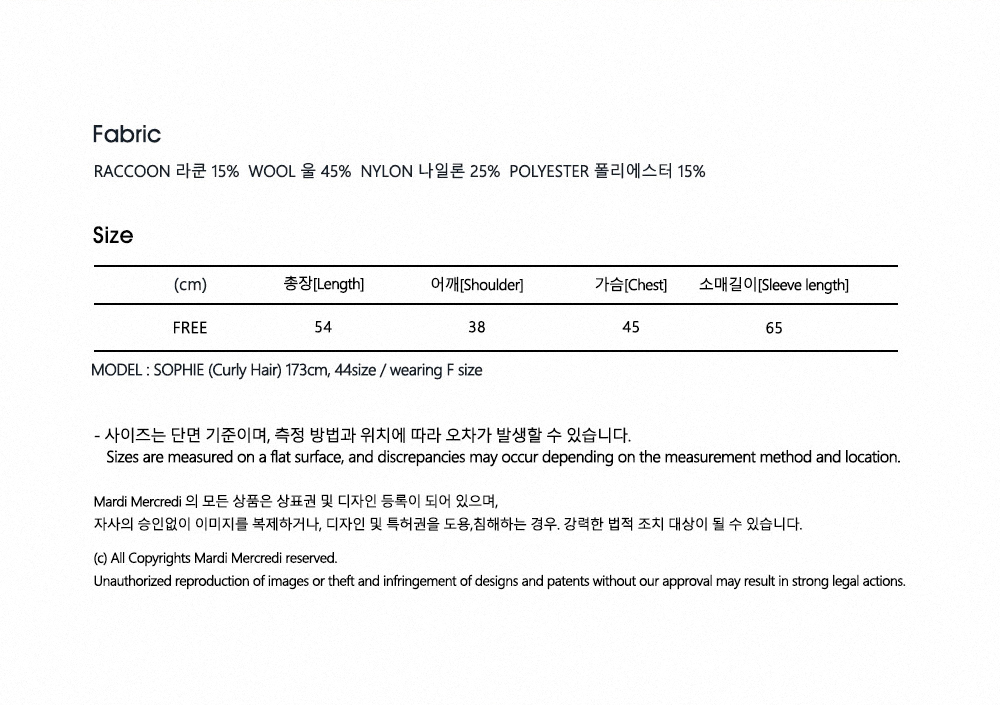 Fabric
RACCOON 라쿤 15% WOOL 울 45% NYLON 나일론 25% POLYESTER 폴리에스터 15%
Size
(cm) 총장[Length] 어깨[Shoulder] 가슴[Chest] 소매길이[Sleeve length]
FREE 54 38 45 65
MODEL : SOPHIE (Curly Hair) 173cm, 44size / wearing F size
- 사이즈는 단면 기준이며, 측정 방법과 위치에 따라 오차가 발생할 수 있습니다.
Sizes are measured on a flat surface, and discrepancies may occur depending on the measurement method and location.
Mardi Mercredi 의 모든 상품은 상표권 및 디자인 등록이 되어 있으며,
자사의 승인없이 이미지를 복제하거나, 디자인 및 특허권을 도용,침해하는 경우. 강력한 법적 조치 대상이 될 수 있습니다.
(c) All Copyrights Mardi Mercredi reserved.
Unauthorized reproduction of images or theft and infringement of designs and patents without our approval may result in strong legal actions.